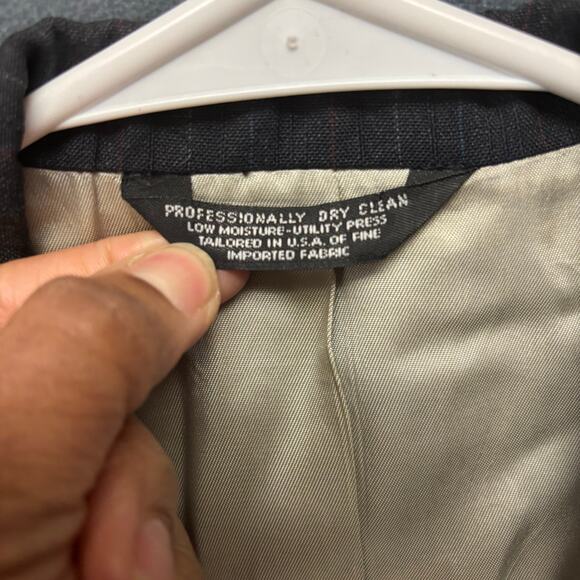 PROFESSIONALLY DRY CLEAN
LOW MOISTURE-UTILITY PRESS
TAILORED IN U.S.A. OF FINE
IMPORTED FABRIC